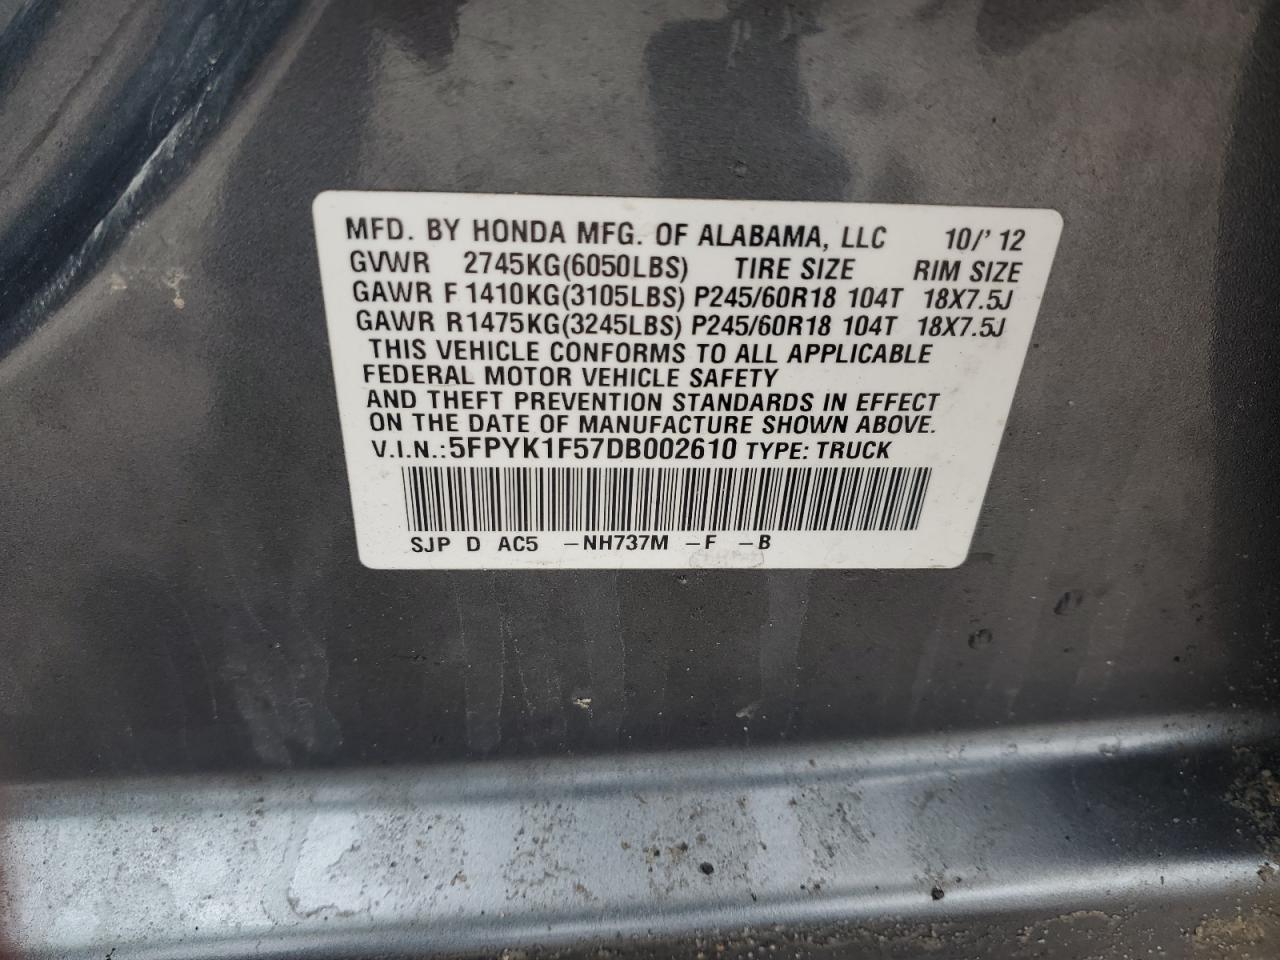 MFD. BY HONDA MFG. OF ALABAMA, LLC 10/' 12
GVWR 2745KG(6050LBS) TIRE SIZE RIM SIZE
GAWR F 1410KG(3105LBS) P245/60R18 104T 18X7.5J
GAWR R1475KG(3245LBS) P245/60R18 104T 18X7.5J
THIS VEHICLE CONFORMS TO ALL APPLICABLE
FEDERAL MOTOR VEHICLE SAFETY
AND THEFT PREVENTION STANDARDS IN EFFECT
ON THE DATE OF MANUFACTURE SHOWN ABOVE.
V.I.N.:5FPYK1F57DB002610 TYPE: TRUCK
SJP D AC5 -NH737M -F -B